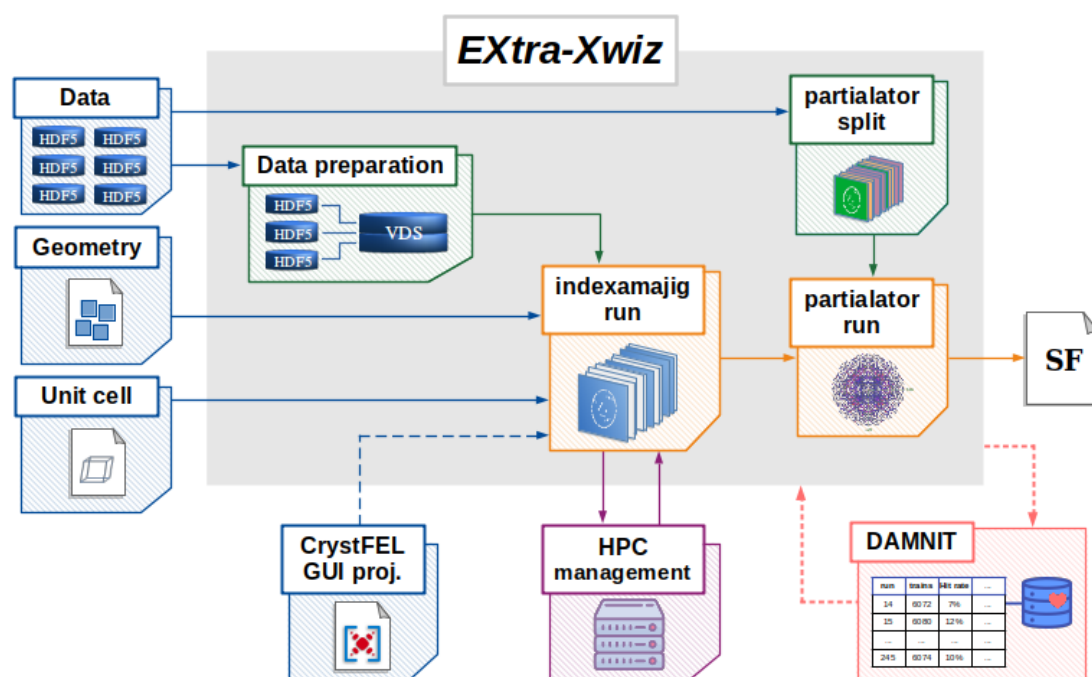 EXtra-Xwiz
Data
HDF5 HDF5
HDF5 HDF5
HDF5 HDF5
partialator
split
Data preparation
HDF5
HDF5
HDF5
VDS
Geometry
indexamajig
run
partialator
run
SF
Unit cell
CrystFEL
GUI proj.
HPC
management
DAMNIT
run trains Hit rate ...
14 6072 7% ...
15 6080 12% ...
... ... ... ...
245 6074 10% ...